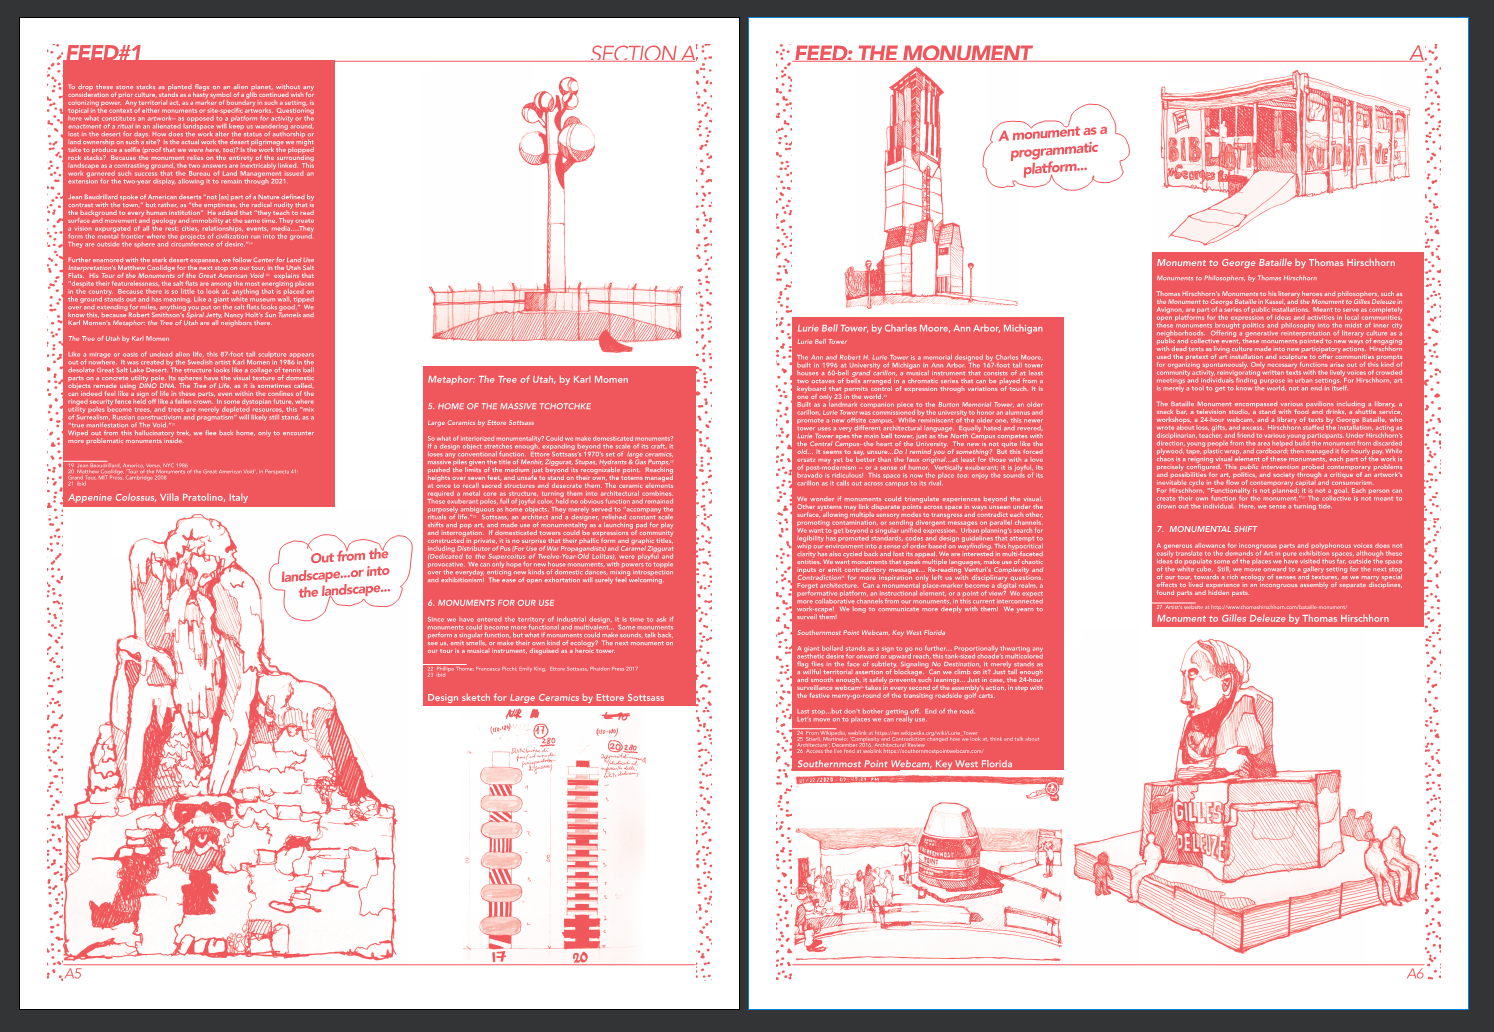 FEED#1
SECTION A
To drop these stone stacks as planted flags on an alien planet, without any
consideration of prior culture, stands as a hasty symbol of a glib continued wish for
colonizing power. Any territorial act, as a marker of boundary in such a setting, is
topical in the context of either monuments or site-specific artworks. Questioning
here what constitutes an artwork-- as opposed to a platform for activity or the
enactment of a ritual in an alienated landscape will keep us wandering around,
lost in the desert for days. How does the work alter the status of authorship or
land ownership on such a site? Is the actual work the desert pilgrimage we might
take to produce a selfie (proof that we were here, too)? Is the work the plopped
rock stacks? Because the monument relies on the entirety of the surrounding
landscape as a contrasting ground, the two answers are inextricably linked. This
work garnered such success that the Bureau of Land Management issued an
extension for the two-year display, allowing it to remain through 2021.
Jean Baudrillard spoke of American deserts "not [as] part of a Nature defined by
contrast with the town," but rather, as "the emptiness, the radical nudity that is
the background to every human institution" He added that "they teach to read
surface and movement and geology and immobility at the same time. They create
a vision expurgated of all the rest: cities, relationships, events, media....They
form the mental frontier where the projects of civilization run into the ground.
They are outside the sphere and circumference of desire."
Further enamored with the stark desert expanses, we follow Center for Land Use
Interpretation's Matthew Coolidge for the next stop on our tour, in the Utah Salt
Flats. His Tour of the Monuments of the Great American Void explains that
"despite their featurelessness, the salt flats are among the most energizing places
in the country. Because there is so little to look at, anything that is placed on
the ground stands out and has meaning. Like a giant white museum wall, tipped
over and extending for miles, anything you put on the salt flats looks good." We
know this, because Robert Smithson's Spiral Jetty, Nancy Holt's Sun Tunnels and
Karl Momen's Metaphor: the Tree of Utah are all neighbors there.
The Tree of Utah by Karl Momen
Like a mirage or oasis of undead alien life, this 87-foot tall sculpture appears
out of nowhere. It was created by the Swedish artist Karl Momen in 1986 in the
desolate Great Salt Lake Desert. The structure looks like a collage of tennis ball
parts on a concrete utility pole. Its spheres have the visual texture of domestic
objects remade using DINO DNA. The Tree of Life, as it is sometimes called,
can indeed feel like a sign of life in these parts, even within the confines of the
ringed security fence held off like a fallen crown. In some dystopian future, where
utility poles become trees, and trees are merely depleted resources, this "mix
of Surrealism, Russian constructivism and pragmatism" will likely still stand, as a
"true manifestation of The Void."
Wiped out from this hallucinatory trek, we flee back home, only to encounter
more problematic monuments inside.
19 Jean Beaudrillard, America, Verso, NYC 1986
20 Matthew Coolidge, 'Tour of the Monuments of the Great American Void', in Perspecta 41:
Grand Tour, MIT Press, Cambridge 2008
21 ibid
Appenine Colossus, Villa Pratolino, Italy
Out from the
landscape...or into
the landscape...
Metaphor: The Tree of Utah, by Karl Momen
5. HOME OF THE MASSIVE TCHOTCHKE
Large Ceramics by Ettore Sottsass
So what of interiorized monumentality? Could we make domesticated monuments?
If a design object stretches enough, expanding beyond the scale of its craft, it
loses any conventional function. Ettore Sottsass's 1970's set of large ceramics,
massive piles given the title of Menhir, Ziggurat, Stupas, Hydrants & Gas Pumps,
pushed the limits of the medium just beyond its recognizable point. Reaching
heights over seven feet, and unsafe to stand on their own, the totems managed
at once to recall sacred structures and desecrate them. The ceramic elements
required a metal core as structure, turning them into architectural combines.
These exuberant poles, full of joyful color, held no obvious function and remained
purposely ambiguous as home objects. They merely served to "accompany the
rituals of life." Sottsass, an architect and a designer, relished constant scale
shifts and pop art, and made use of monumentality as a launching pad for play
and interrogation. If domesticated towers could be expressions of community
constructed in private, it is no surprise that their phallic form and graphic titles,
including Distributor of Pus (For Use of War Propagandists) and Caramel Ziggurat
(Dedicated to the Supercoitus of Twelve-Year-Old Lolitas), were playful and
provocative. We can only hope for new house monuments, with powers to topple
over the everyday, enticing new kinds of domestic dances, mixing introspection
and exhibitionism! The ease of open exhortation will surely feel welcoming.
6. MONUMENTS FOR OUR USE
Since we have entered the territory of industrial design, it is time to ask if
monuments could become more functional and multivalent... Some monuments
perform a singular function, but what if monuments could make sounds, talk back,
see us, emit smells, or make their own kind of ecology? The next monument on
our tour is a musical instrument, disguised as a heroic tower.
22 Phillipe Thome, Francesca Picchi, Emily King, Ettore Sottsass, Phaidon Press 2017
23 ibid
Design sketch for Large Ceramics by Ettore Sottsass
17
280
20
280
17
20
A5
FEED: THE MONUMENT
A
A monument as a
programmatic
platform...
Lurie Bell Tower, by Charles Moore, Ann Arbor, Michigan
Lurie Bell Tower
The Ann and Robert H. Lurie Tower is a memorial designed by Charles Moore,
built in 1996 at University of Michigan in Ann Arbor. The 167-foot tall tower
houses a 60-bell grand carillon, a musical instrument that consists of at least
two octaves of bells arranged in a chromatic series that can be played from a
keyboard that permits control of expression through variations of touch. It is
one of only 23 in the world.
Built as a landmark companion piece to the Burton Memorial Tower, an older
carillon, Lurie Tower was commissioned by the university to honor an alumnus and
promote a new offsite campus. While reminiscent of the older one, this newer
tower uses a very different architectural language. Equally hated and revered,
Lurie Tower apes the main bell tower, just as the North Campus competes with
the Central Campus--the heart of the University. The new is not quite like the
old... It seems to say, unsure...Do I remind you of something? But this forced
ersatz may yet be better than the faux original...at least for those with a love
of post-modernism -- or a sense of humor. Vertically exuberant; it is joyful, its
bravado is ridiculous! This space is now the place too: enjoy the sounds of its
carillon as it calls out across campus to its rival.
We wonder if monuments could triangulate experiences beyond the visual.
Other systems may link disparate points across space in ways unseen under the
surface, allowing multiple sensory modes to transgress and contradict each other,
promoting contamination, or sending divergent messages on parallel channels.
We want to get beyond a singular unified expression. Urban planning's search for
legibility has promoted standards, codes and design guidelines that attempt to
whip our environment into a sense of order based on wayfinding. This hypocritical
clarity has also cycled back and lost its appeal. We are interested in multi-faceted
entities. We want monuments that speak multiple languages, make use of chaotic
inputs or emit contradictory messages... Re-reading Venturi's Complexity and
Contradiction for more inspiration only left us with disciplinary questions.
Forget architecture. Can a monumental place-marker become a digital realm, a
performative platform, an instructional element, or a point of view? We expect
more collaborative channels from our monuments, in this current interconnected
work-scape! We long to communicate more deeply with them! We yearn to
surveil them!
Southernmost Point Webcam, Key West Florida
A giant bollard stands as a sign to go no further... Proportionally thwarting any
aesthetic desire for onward or upward reach, this tank-sized choade's multicolored
flag flies in the face of subtlety. Signaling No Destination, it merely stands as
a willful territorial assertion of blockage. Can we climb on it? Just tall enough
and smooth enough, it safely prevents such leanings... Just in case, the 24-hour
surveillance webcam takes in every second of the assembly's action, in step with
the festive merry-go-round of the transiting roadside golf carts.
Last stop...but don't bother getting off. End of the road.
Let's move on to places we can really use.
24 From Wikipedia, weblink at https://en.wikipedia.org/wiki/Lurie_Tower
25 Stierli, Martinelo: 'Complexity and Contradiction changed how we look at, think and talk about
Architecture'; December 2016, Architectural Review
26 Access the live feed at weblink https://southernmostpointwebcam.com/
Southernmost Point Webcam, Key West Florida
Monument to George Bataille by Thomas Hirschhorn
Monuments to Philosophers, by Thomas Hirschhorn
Thomas Hirschhorn's Monuments to his literary heroes and philosophers, such as
the Monument to George Bataille in Kassel, and the Monument to Gilles Deleuze in
Avignon, are part of a series of public installations. Meant to serve as completely
open platforms for the expression of ideas and activities in local communities,
these monuments brought politics and philosophy into the midst of inner city
neighborhoods. Offering a generative reinterpretation of literary culture as a
public and collective event, these monuments pointed to new ways of engaging
with dead texts as living culture made into new participatory actions. Hirschhorn
used the pretext of art installation and sculpture to offer communities prompts
for organizing spontaneously. Only necessary functions arise out of this kind of
community activity, reinvigorating written texts with the lively voices of crowded
meetings and individuals finding purpose in urban settings. For Hirschhorn, art
is merely a tool to get to know the world, not an end in itself.
The Bataille Monument encompassed various pavilions including a library, a
snack bar, a television studio, a stand with food and drinks, a shuttle service,
workshops, a 24-hour webcam, and a library of texts by George Bataille, who
wrote about loss, gifts, and excess. Hirschhorn staffed the installation, acting as
disciplinarian, teacher, and friend to various young participants. Under Hirschhorn's
direction, young people from the area helped build the monument from discarded
plywood, tape, plastic wrap, and cardboard; then managed it for hourly pay. While
chaos is a reigning visual element of these monuments, each part of the work is
precisely configured. This public intervention probed contemporary problems
and possibilities for art, politics, and society through a critique of an artwork's
inevitable cycle in the flow of contemporary capital and consumerism.
For Hirschhorn, "Functionality is not planned; it is not a goal. Each person can
create their own function for the monument." The collective is not meant to
drown out the individual. Here, we sense a turning tide.
7. MONUMENTAL SHIFT
A generous allowance for incongruous parts and polyphonous voices does not
easily translate to the demands of Art in pure exhibition spaces, although these
ideas do populate some of the places we have visited thus far, outside the space
of the white cube. Still, we move onward to a gallery setting for the next stop
of our tour, towards a rich ecology of senses and textures, as we marry special
effects to lived experience in an incongruous assembly of separate disciplines,
found parts and hidden pasts.
27 Artist's website at http://www.thomashirschhorn.com/bataille-monument/
Monument to Gilles Deleuze by Thomas Hirschhorn
GILLES
DELEUZE
POINT
A6